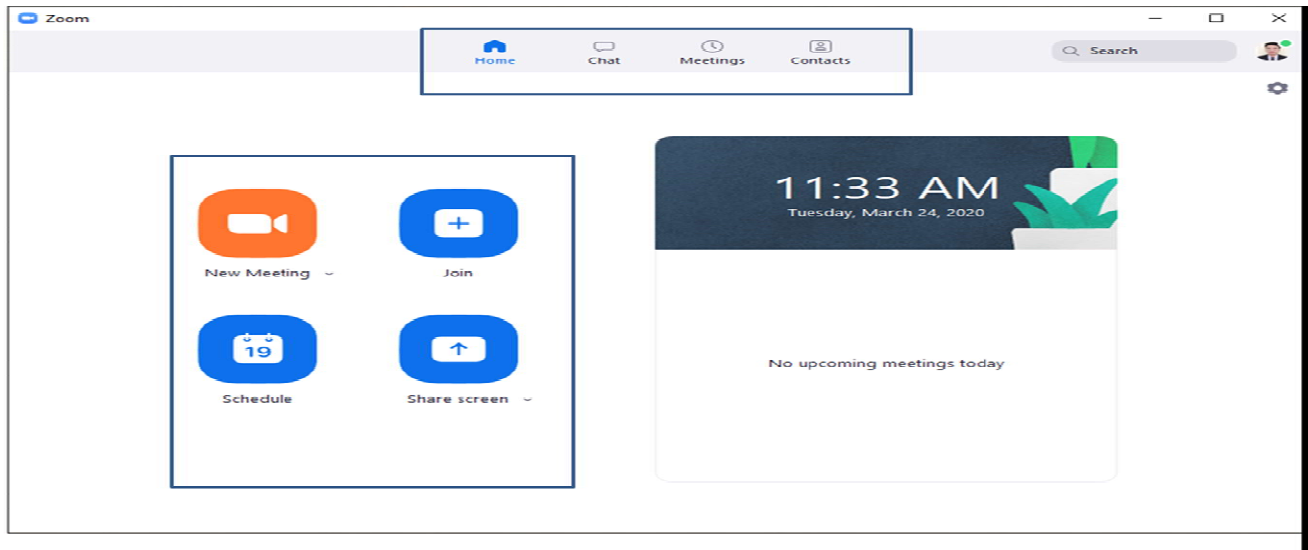 Zoom
Home Chat Meetings Contacts
Search
11:33 AM
Tuesday, March 24, 2020
New Meeting Join
19
Schedule Share screen
No upcoming meetings today